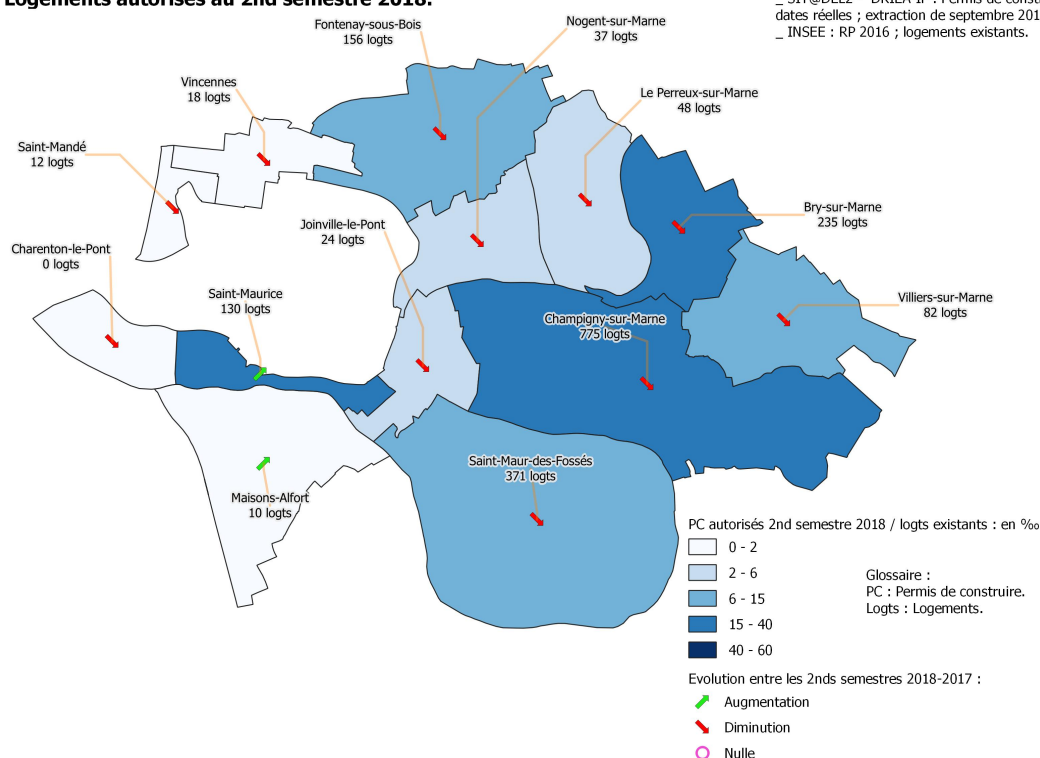 Logements autorisés au 2nd semestre 2018.
dates réelles ; extraction de septembre 201
_ INSEE : RP 2016 ; logements existants.
Fontenay-sous-Bois
156 logts
Nogent-sur-Marne
37 logts
Vincennes
18 logts
Le Perreux-sur-Marne
48 logts
Saint-Mandé
12 logts
Bry-sur-Marne
235 logts
Joinville-le-Pont
24 logts
Charenton-le-Pont
0 logts
Saint-Maurice
130 logts
Villiers-sur-Marne
82 logts
Champigny-sur-Marne
775 logts
Saint-Maur-des-Fossés
371 logts
Maisons-Alfort
10 logts
PC autorisés 2nd semestre 2018 / logts existants : en ‰
0 - 2
2 - 6
6 - 15
15 - 40
40 - 60
Glossaire :
PC : Permis de construire.
Logts : Logements.
Evolution entre les 2nds semestres 2018-2017 :
Augmentation
Diminution
Nulle